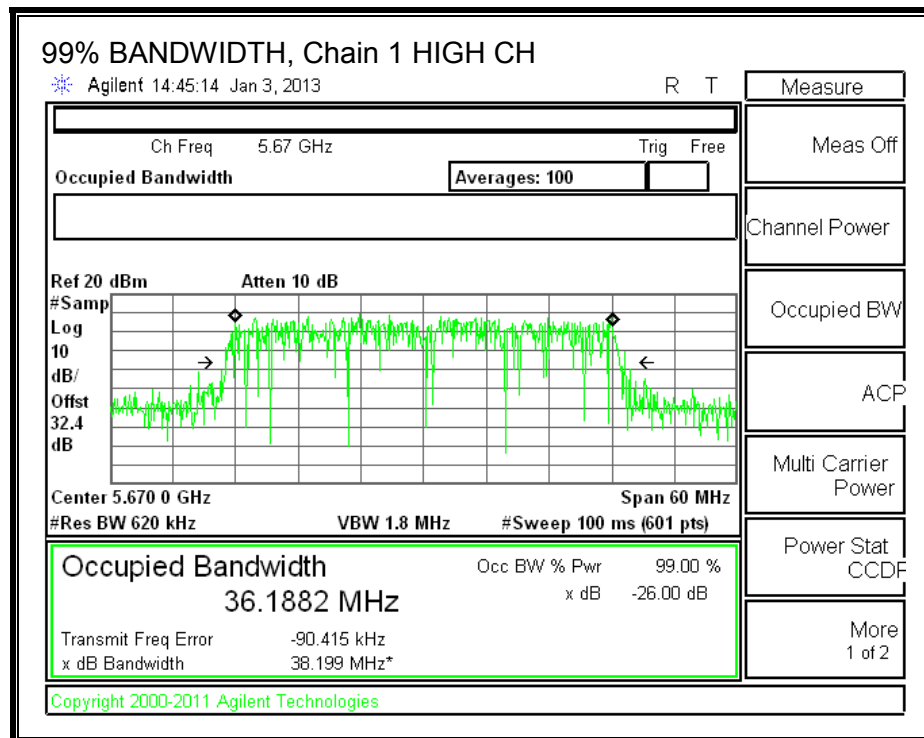 99% BANDWIDTH, Chain 1 HIGH CH
Agilent 14:45:14 Jan 3, 2013 R T
Ch Freq 5.67 GHz Trig Free
Occupied Bandwidth Averages: 100
Ref 20 dBm Atten 10 dB
#Samp
Log
10
dB/
Offst
32.4
dB
Center 5.670 0 GHz Span 60 MHz
#Res BW 620 kHz VBW 1.8 MHz #Sweep 100 ms (601 pts)
Occupied Bandwidth Occ BW % Pwr 99.00 %
36.1882 MHz x dB -26.00 dB
Transmit Freq Error -90.415 kHz
x dB Bandwidth 38.199 MHz*
Copyright 2000-2011 Agilent Technologies
Measure
Meas Off
Channel Power
Occupied BW
ACP
Multi Carrier
Power
Power Stat
CCDF
More
1 of 2